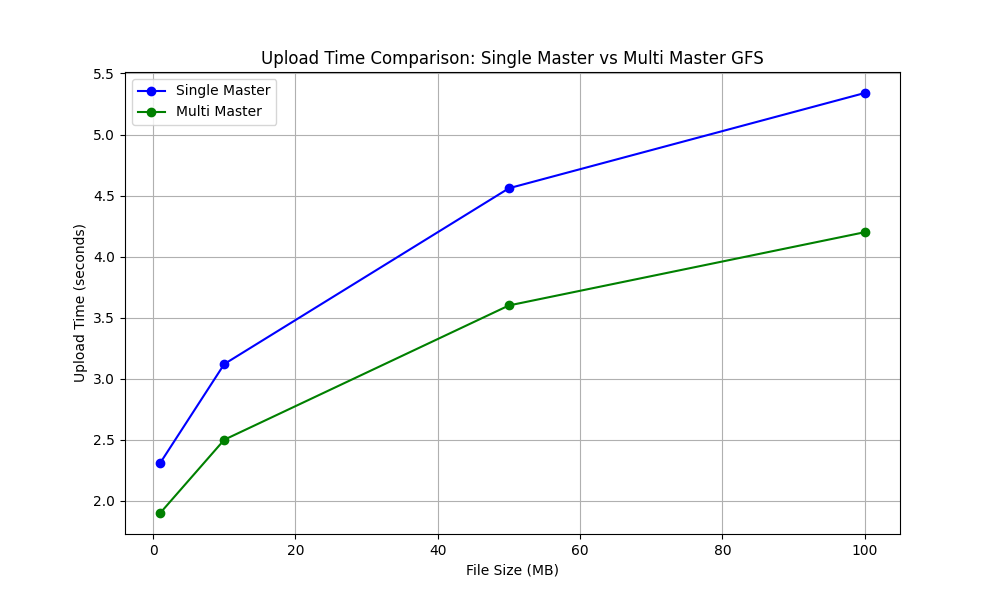 Upload Time Comparison: Single Master vs Multi Master GFS
Single Master
Multi Master
Upload Time (seconds)
5.5
5.0
4.5
4.0
3.5
3.0
2.5
2.0
0 20 40 60 80 100
File Size (MB)